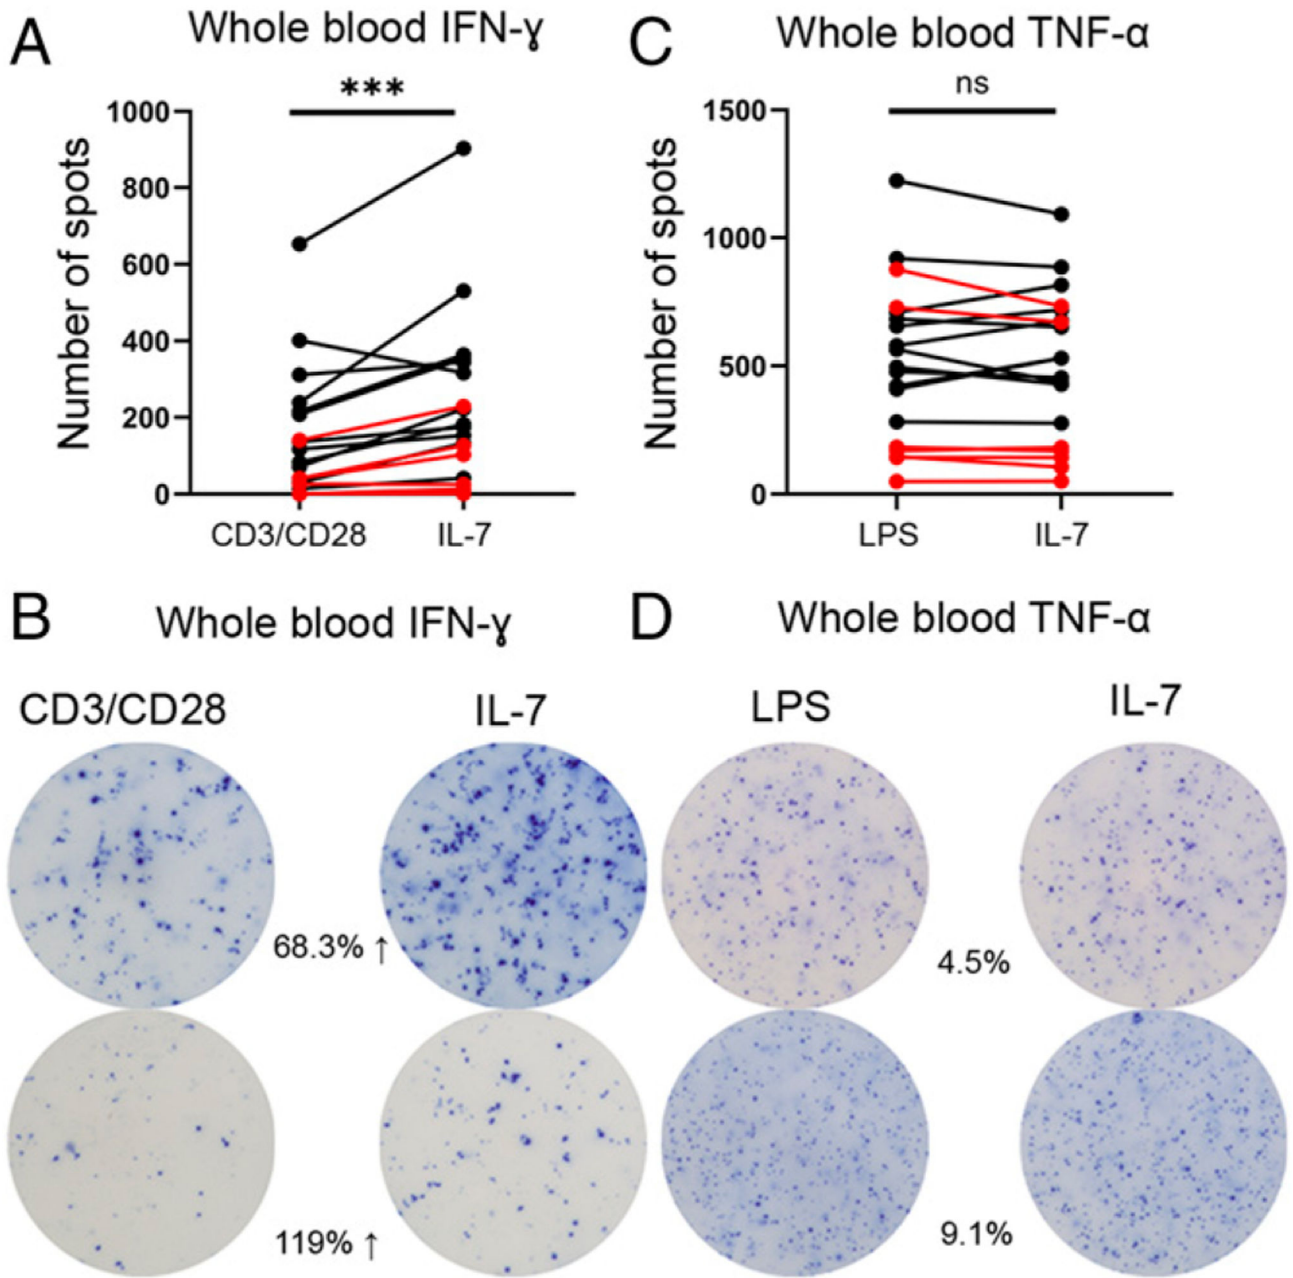 A
Whole blood IFN-ɣ
***
Number of spots
1000
800
600
400
200
0
CD3/CD28
IL-7
C
Whole blood TNF-α
ns
Number of spots
1500
1000
500
0
LPS
IL-7
B
Whole blood IFN-ɣ
CD3/CD28
IL-7
68.3% ↑
119% ↑
D
Whole blood TNF-α
LPS
IL-7
4.5%
9.1%